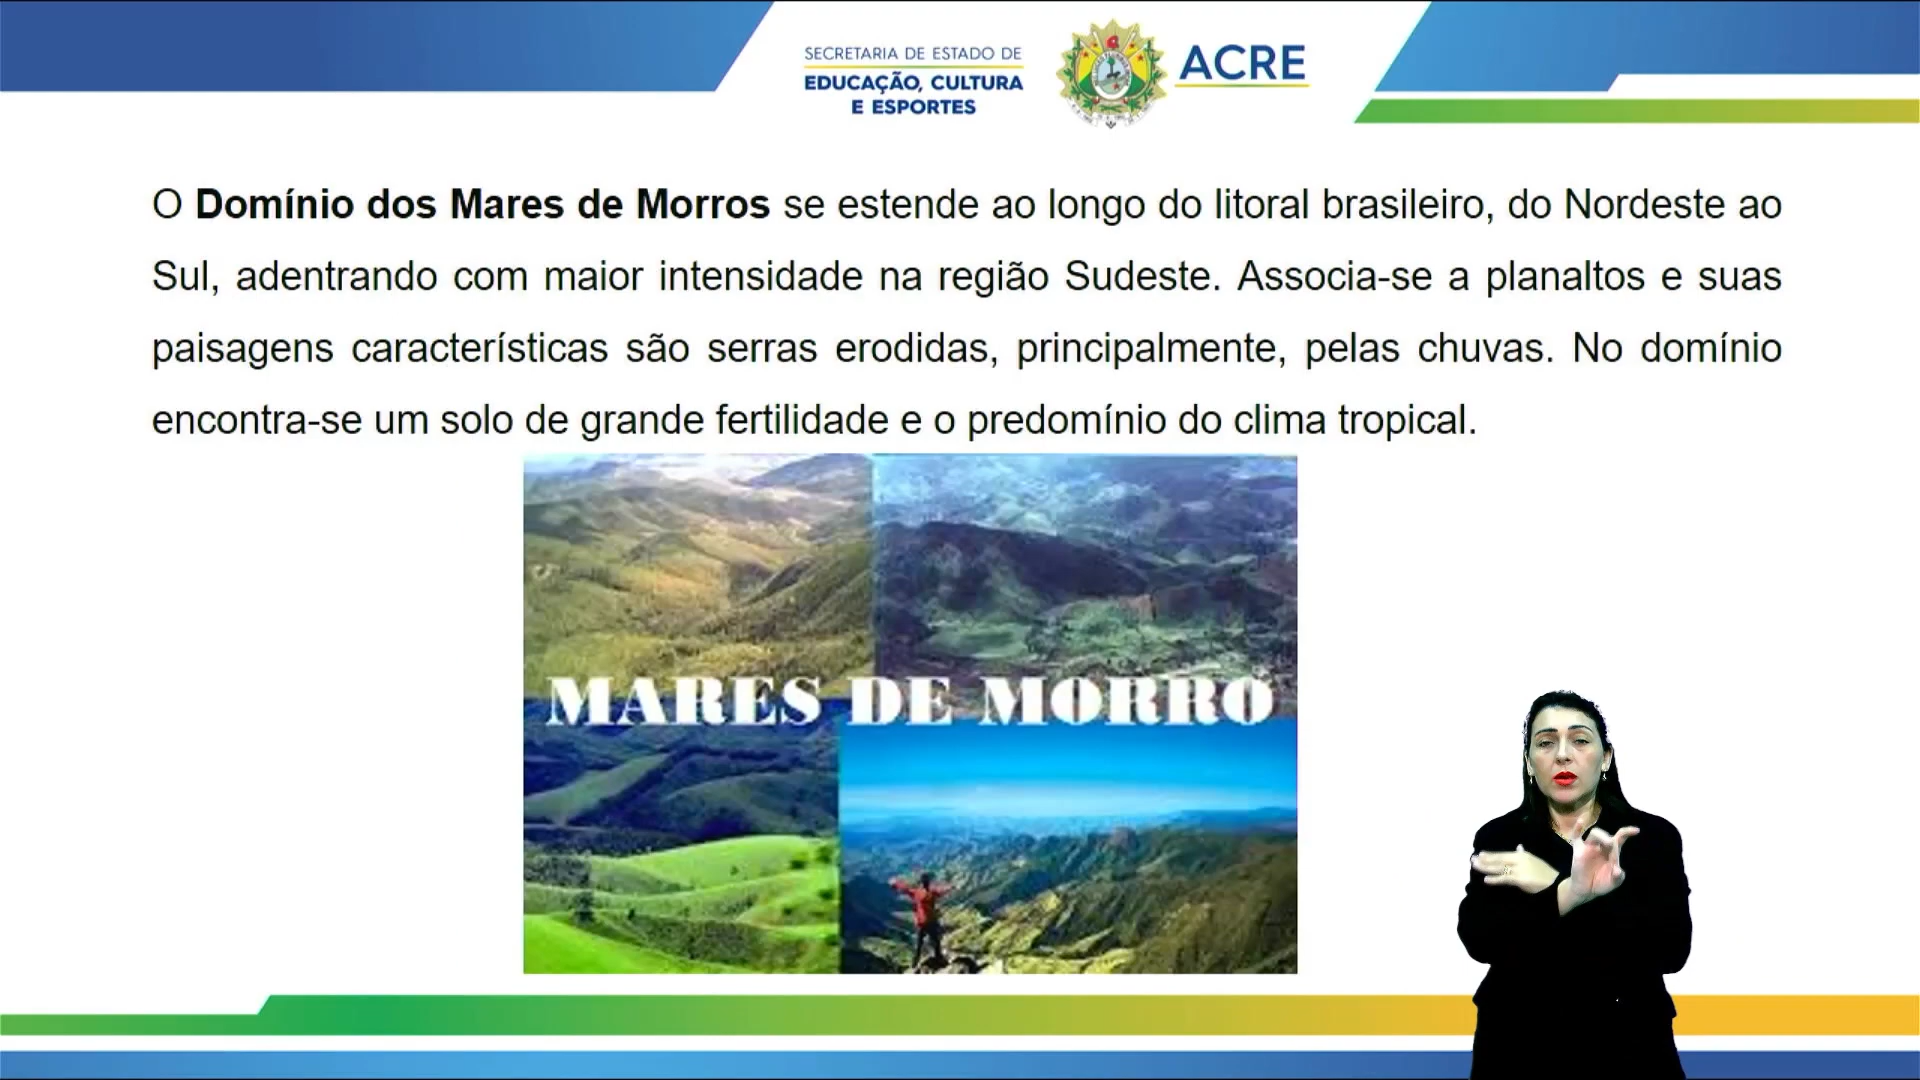 SECRETARIA DE ESTADO DE
EDUCAÇÃO, CULTURA
E ESPORTES
ACRE
O Domínio dos Mares de Morros se estende ao longo do litoral brasileiro, do Nordeste ao
Sul, adentrando com maior intensidade na região Sudeste. Associa-se a planaltos e suas
paisagens características são serras erodidas, principalmente, pelas chuvas. No domínio
encontra-se um solo de grande fertilidade e o predomínio do clima tropical.
MARES DE MORRO